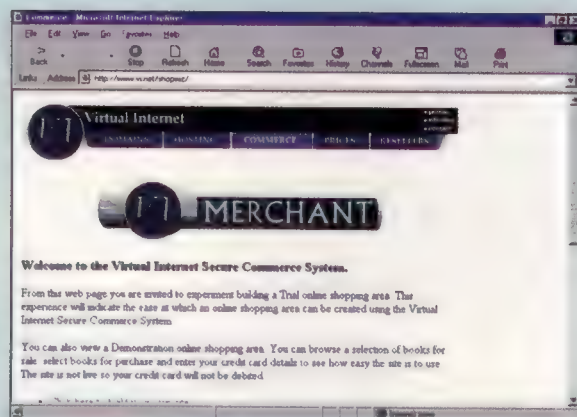 Commerce - Microsoft Internet Explorer
File Edit View Go Favorites Help
Back Stop Refresh Home Search Favorites History Channels Fullscreen Mail Print
Links Address http://www.vi.net/shopinz/
Virtual Internet
DOMAINS HOSTING COMMERCE PRICES RESELLERS
MERCHANT
Welcome to the Virtual Internet Secure Commerce System.
From this web page you are invited to experiment building a Trial online shopping area. This
experience will indicate the ease at which an online shopping area can be created using the Virtual
Internet Secure Commerce System
You can also view a Demonstration online shopping area. You can browse a selection of books for
sale, select books for purchase and enter your credit card details to see how easy the site is to use
The site is not live so your credit card will not be debited